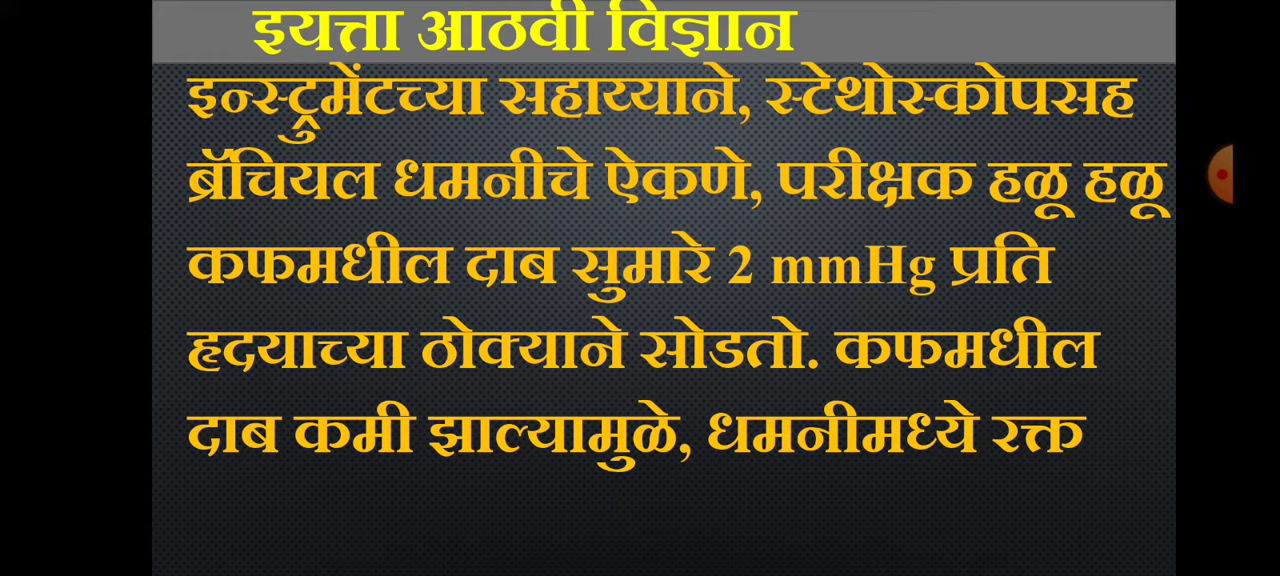 इयत्ता आठवी विज्ञान
इन्स्ट्रुमेंटच्या सहाय्याने, स्टेथोस्कोपसह
ब्रॅचियल धमनीचे ऐकणे, परीक्षक हळू हळू
कफमधील दाब सुमारे 2 mmHg प्रति
हृदयाच्या ठोक्याने सोडतो. कफमधील
दाब कमी झाल्यामुळे, धमनीमध्ये रक्त